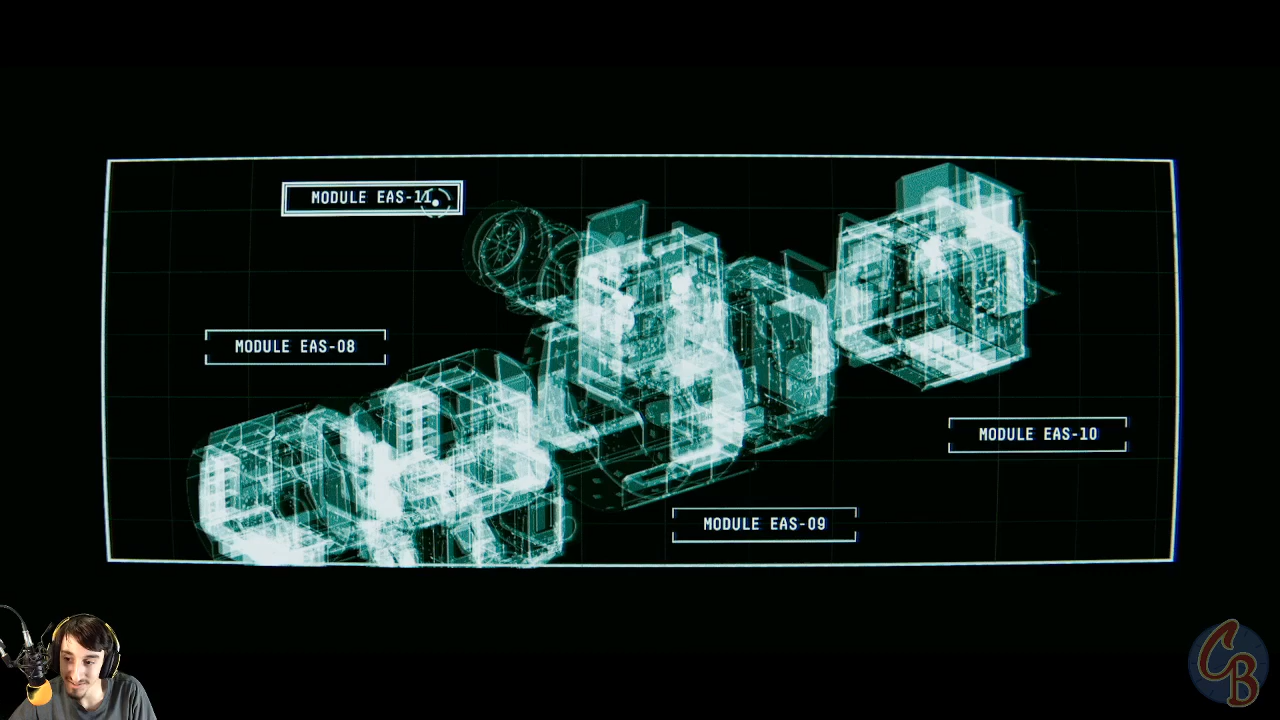 MODULE EAS-11
MODULE EAS-08
MODULE EAS-10
MODULE EAS-09
CB